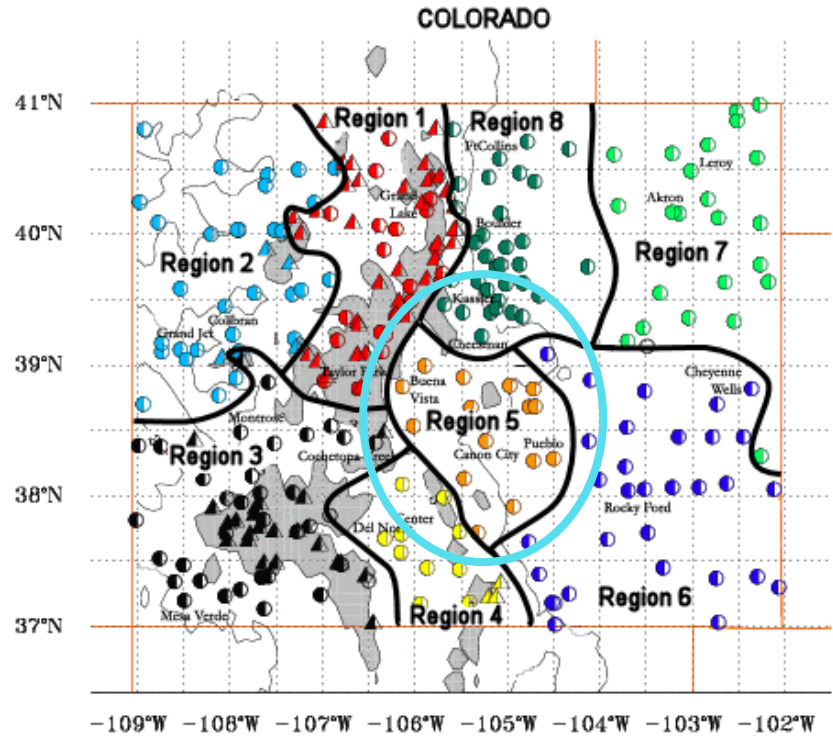 COLORADO
41°N
Region 1
Region 8
FtCollins
Leroy
Grand
Lake
Akron
40°N
Boulder
Region 2
Region 7
Kassler
Collbran
Grand Jct
39°N
Cheesman
Taylor Park
Buena
Vista
Cheyenne
Wells
Montrose
Region 5
Region 3
Cochetopa Creek
Canon City
Pueblo
38°N
Rocky Ford
Del Norte
Center
Mesa Verde
Region 4
Region 6
37°N
-109°W -108°W -107°W -106°W -105°W -104°W -103°W -102°W